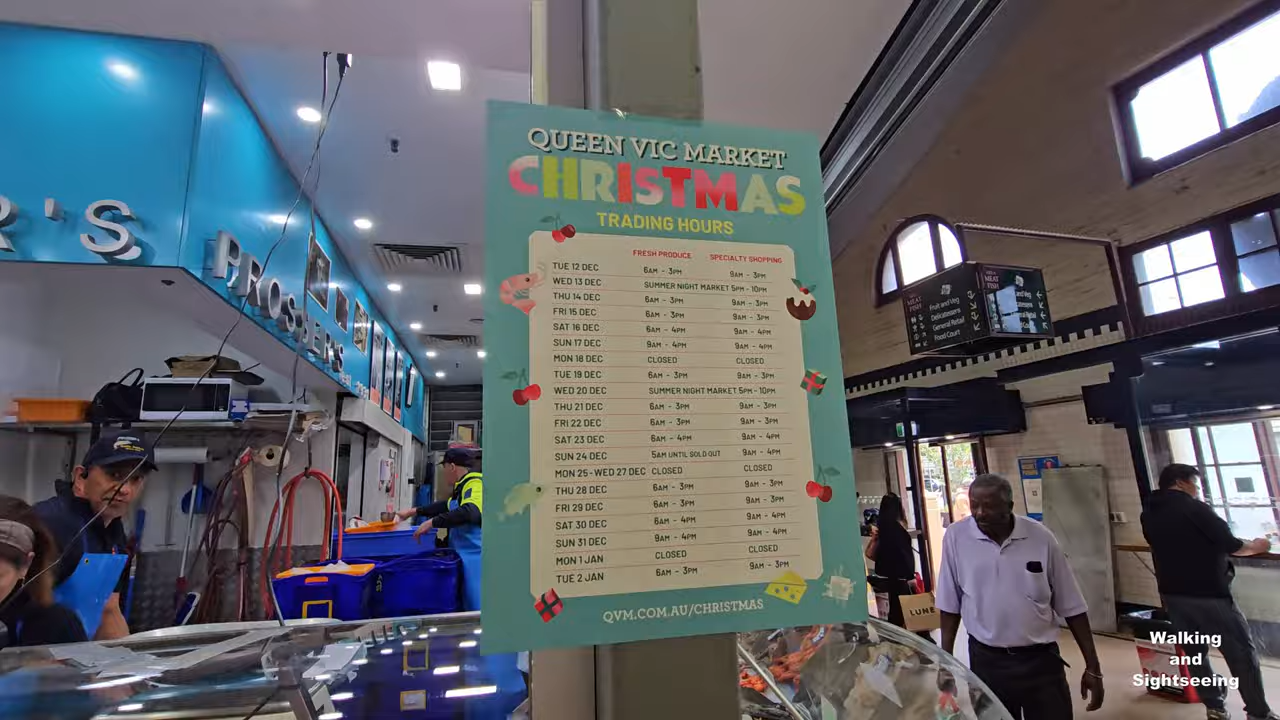 R'S
PROSSER'S
QUEEN VIC MARKET
CHRISTMAS
TRADING HOURS
FRESH PRODUCE SPECIALTY SHOPPING
TUE 12 DEC 6AM - 3PM 9AM - 3PM
WED 13 DEC SUMMER NIGHT MARKET 5PM - 10PM
THU 14 DEC 6AM - 3PM 9AM - 3PM
FRI 15 DEC 6AM - 3PM 9AM - 3PM
SAT 16 DEC 6AM - 4PM 9AM - 4PM
SUN 17 DEC 9AM - 4PM 9AM - 4PM
MON 18 DEC CLOSED CLOSED
TUE 19 DEC 6AM - 3PM 9AM - 3PM
WED 20 DEC SUMMER NIGHT MARKET 5PM - 10PM
THU 21 DEC 6AM - 3PM 9AM - 3PM
FRI 22 DEC 6AM - 3PM 9AM - 3PM
SAT 23 DEC 6AM - 4PM 9AM - 4PM
SUN 24 DEC 5AM UNTIL SOLD OUT 9AM - 4PM
MON 25 - WED 27 DEC CLOSED CLOSED
THU 28 DEC 6AM - 3PM 9AM - 3PM
FRI 29 DEC 6AM - 3PM 9AM - 3PM
SAT 30 DEC 6AM - 4PM 9AM - 4PM
SUN 31 DEC 9AM - 4PM 9AM - 4PM
MON 1 JAN CLOSED CLOSED
TUE 2 JAN 6AM - 3PM 9AM - 3PM
QVM.COM.AU/CHRISTMAS
MEAT
FISH
Fruit and Veg
Delicatessens
General Retail
Food Court
LUNE
Walking
and
Sightseeing